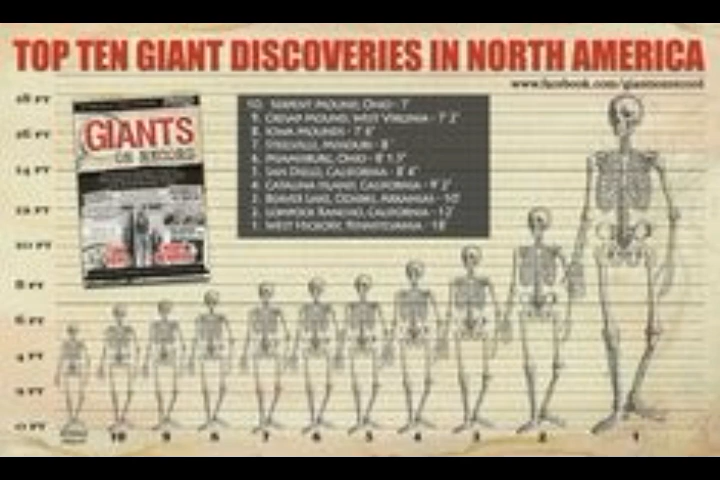 TOP TEN GIANT DISCOVERIES IN NORTH AMERICA
www.facebook.com/giantsonrecord
18 FT
16 FT
14 FT
12 FT
10 FT
8 FT
6 FT
4 FT
2 FT
0 FT
GIANTS
ON RECORD
10. SERPENT MOUND, OHIO - 7'
9. CRESAP MOUND, WEST VIRGINIA - 7' 2"
8. IOWA MOUNDS - 7' 6"
7. STEELVILLE, MISSOURI - 8'
6. MIAMISBURG, OHIO - 8' 1.5"
5. SAN DIEGO, CALIFORNIA - 8' 4"
4. CATALINA ISLAND, CALIFORNIA - 9' 2"
3. BEAVER LAKE, OZARKS, ARKANSAS - 10'
2. LOMPOCK RANCHO, CALIFORNIA - 12'
1. WEST HICKORY, PENNSYLVANIA - 18'
10 9 8 7 6 5 4 3 2 1